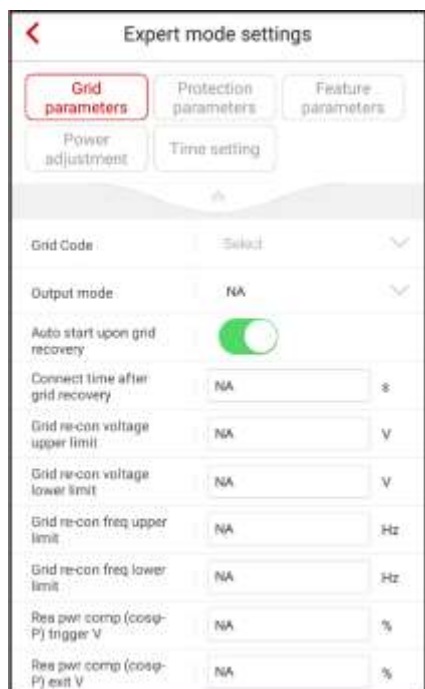 Expert mode settings
Grid
parameters
Protection
parameters
Feature
parameters
Power
adjustment
Time setting
Grid Code
Select
Output mode
NA
Auto start upon grid
recovery
Connect time after
grid recovery
NA
s
Grid re-con voltage
upper limit
NA
V
Grid re-con voltage
lower limit
NA
V
Grid re-con freq upper
limit
NA
Hz
Grid re-con freq lower
limit
NA
Hz
Rea pwr comp (cosφ-
P) trigger V
NA
%
Rea pwr comp (cosφ-
P) exit V
NA
%